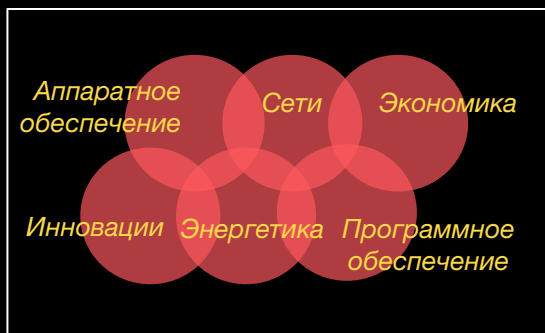 Аппаратное
обеспечение
Сети
Экономика
Инновации
Энергетика
Программное
обеспечение